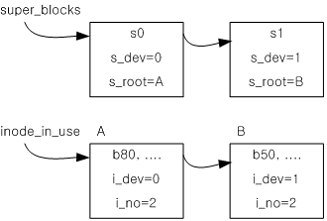 super_blocks
s0
s_dev=0
s_root=A
s1
s_dev=1
s_root=B
inode_in_use
A
b80, ....
i_dev=0
i_no=2
B
b50, ....
i_dev=1
i_no=2